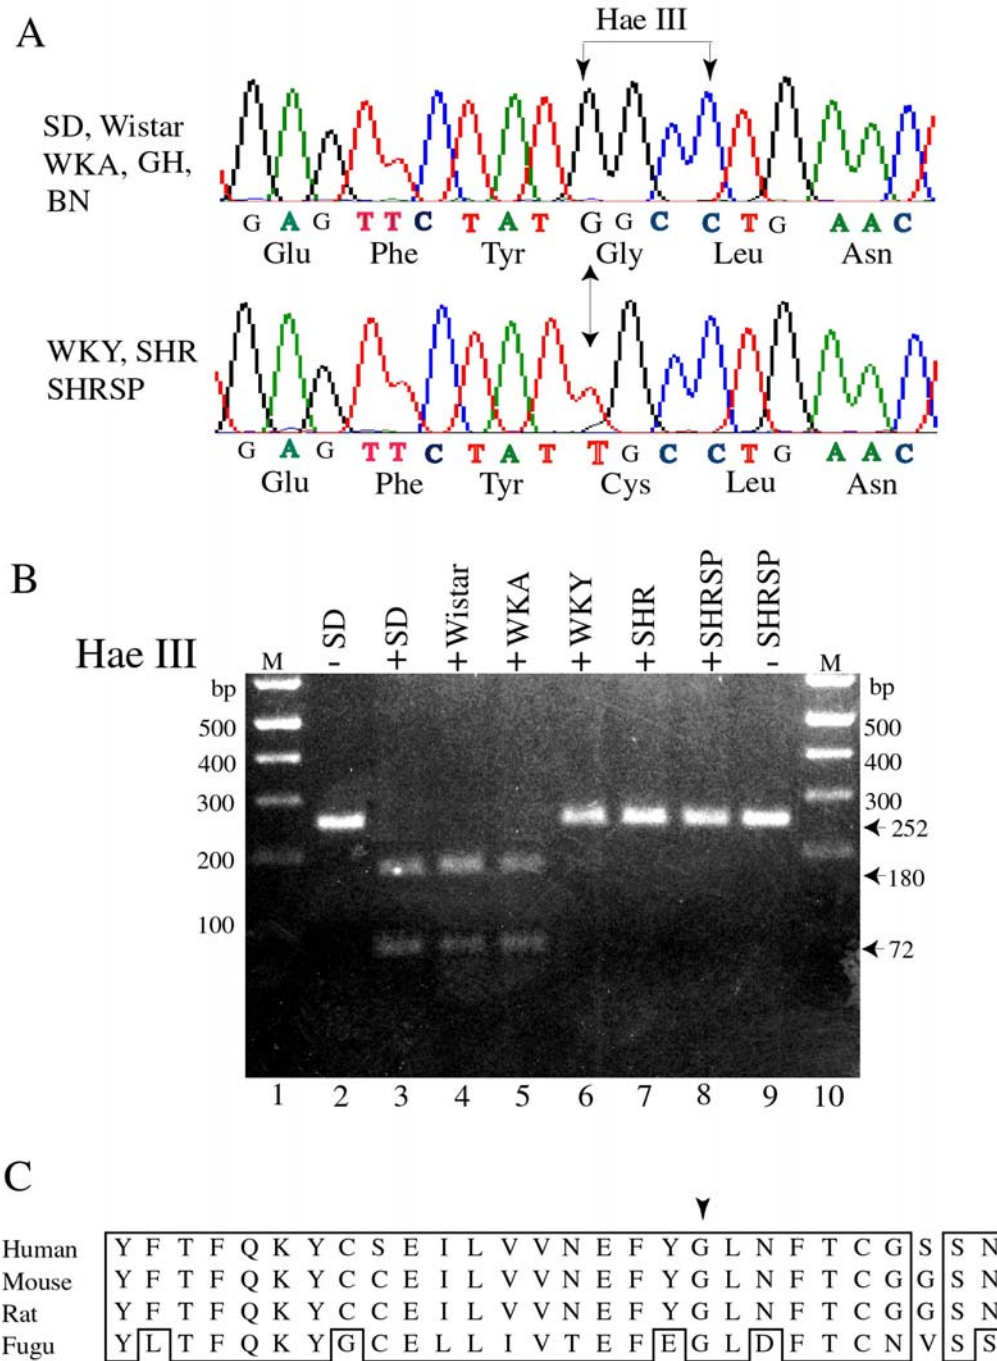 A
Hae III
SD, Wistar
WKA, GH,
BN
G A G T T C T A T G G C C T G A A C
Glu Phe Tyr Gly Leu Asn
WKY, SHR
SHRSP
G A G T T C T A T T G C C T G A A C
Glu Phe Tyr Cys Leu Asn
B
Hae III
M - SD + SD + Wistar + WKA + WKY + SHR + SHRSP - SHRSP M
bp bp
500 500
400 400
300 300
252
200
180
100
72
1 2 3 4 5 6 7 8 9 10
C
Human Y F T F Q K Y C S E I L V V N E F Y G L N F T C G S S N
Mouse Y F T F Q K Y C C E I L V V N E F Y G L N F T C G G S N
Rat Y F T F Q K Y C C E I L V V N E F Y G L N F T C G G S N
Fugu Y L T F Q K Y G C E L L I V T E F E G L D F T C N V S S